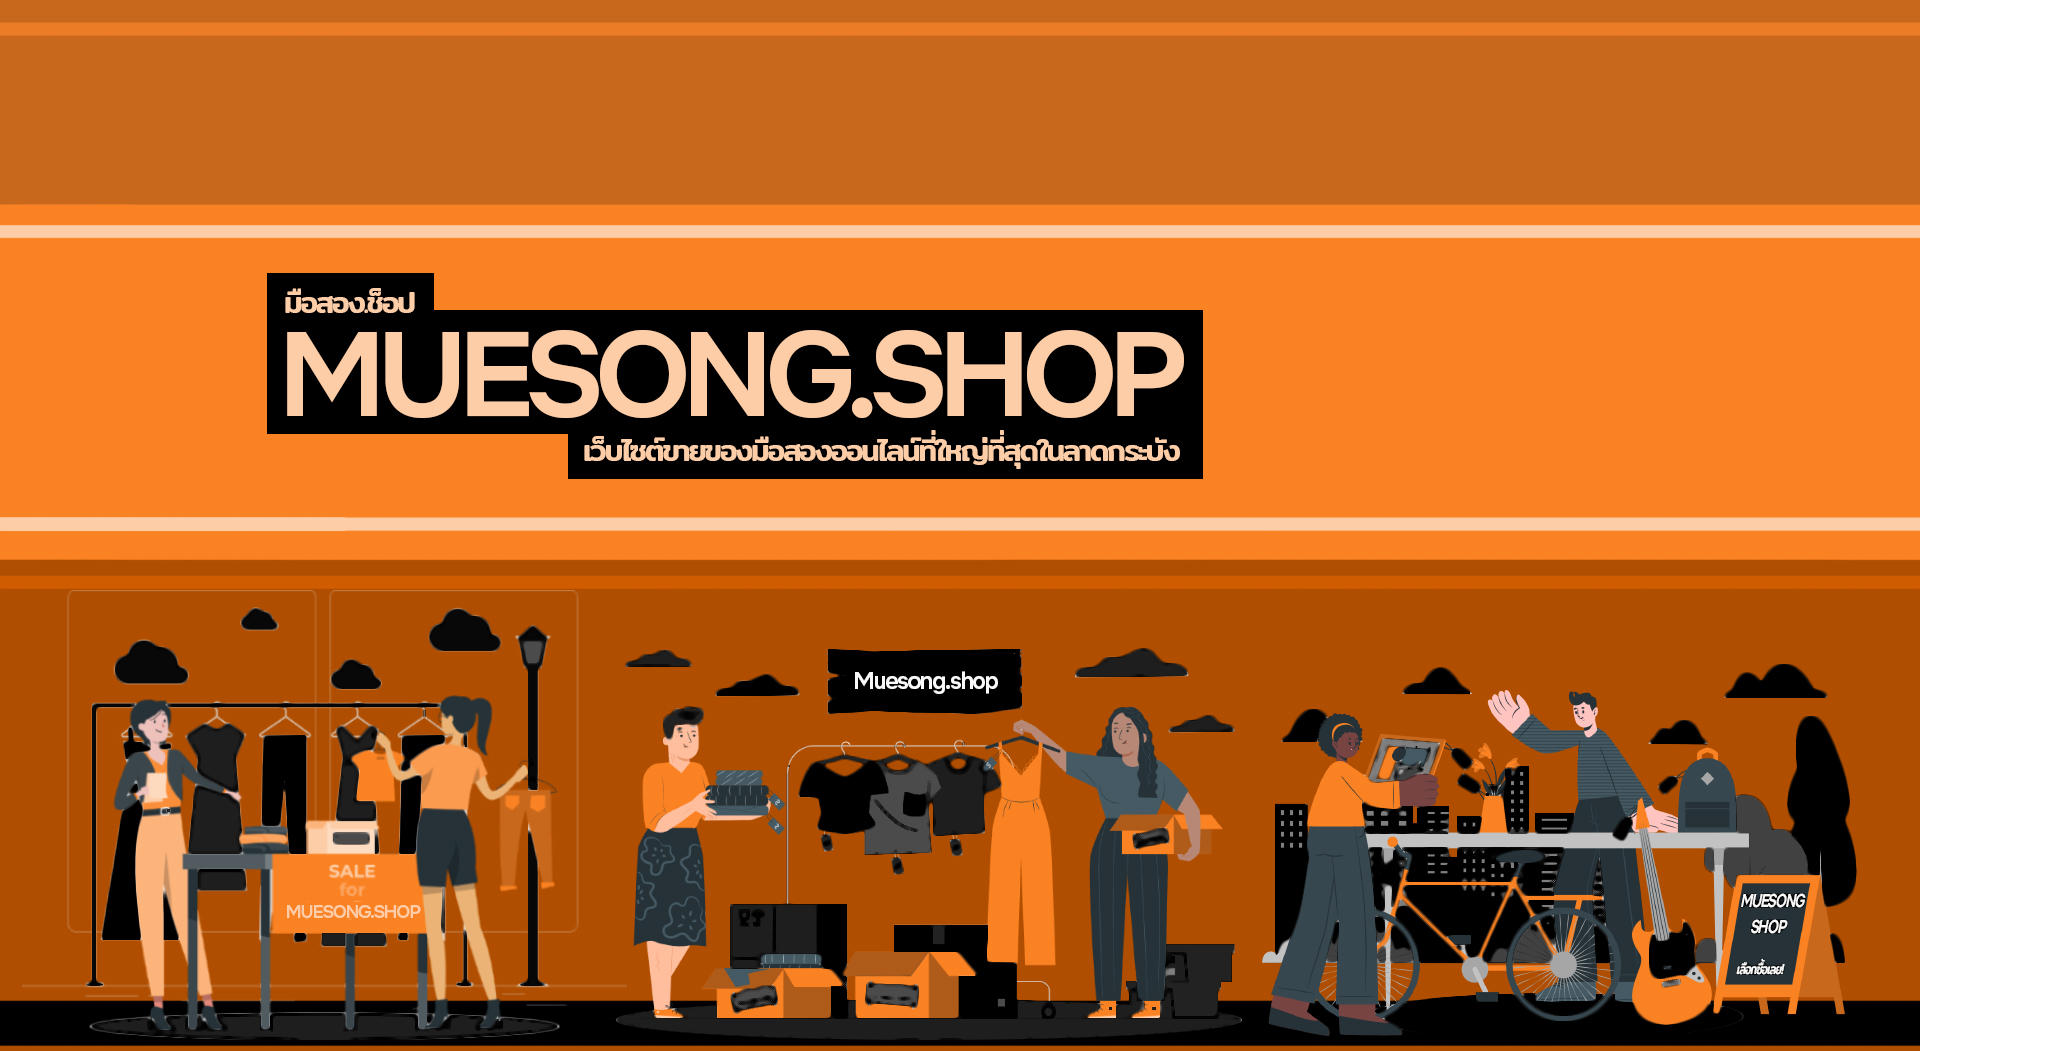 มือสอง.ช็อป
MUESONG.SHOP
เว็บไซต์ขายของมือสองออนไลน์ที่ใหญ่ที่สุดในลาดกระบัง
Muesong.shop
SALE
for
MUESONG.SHOP
MUESONG
SHOP
เลือกซื้อเลย!